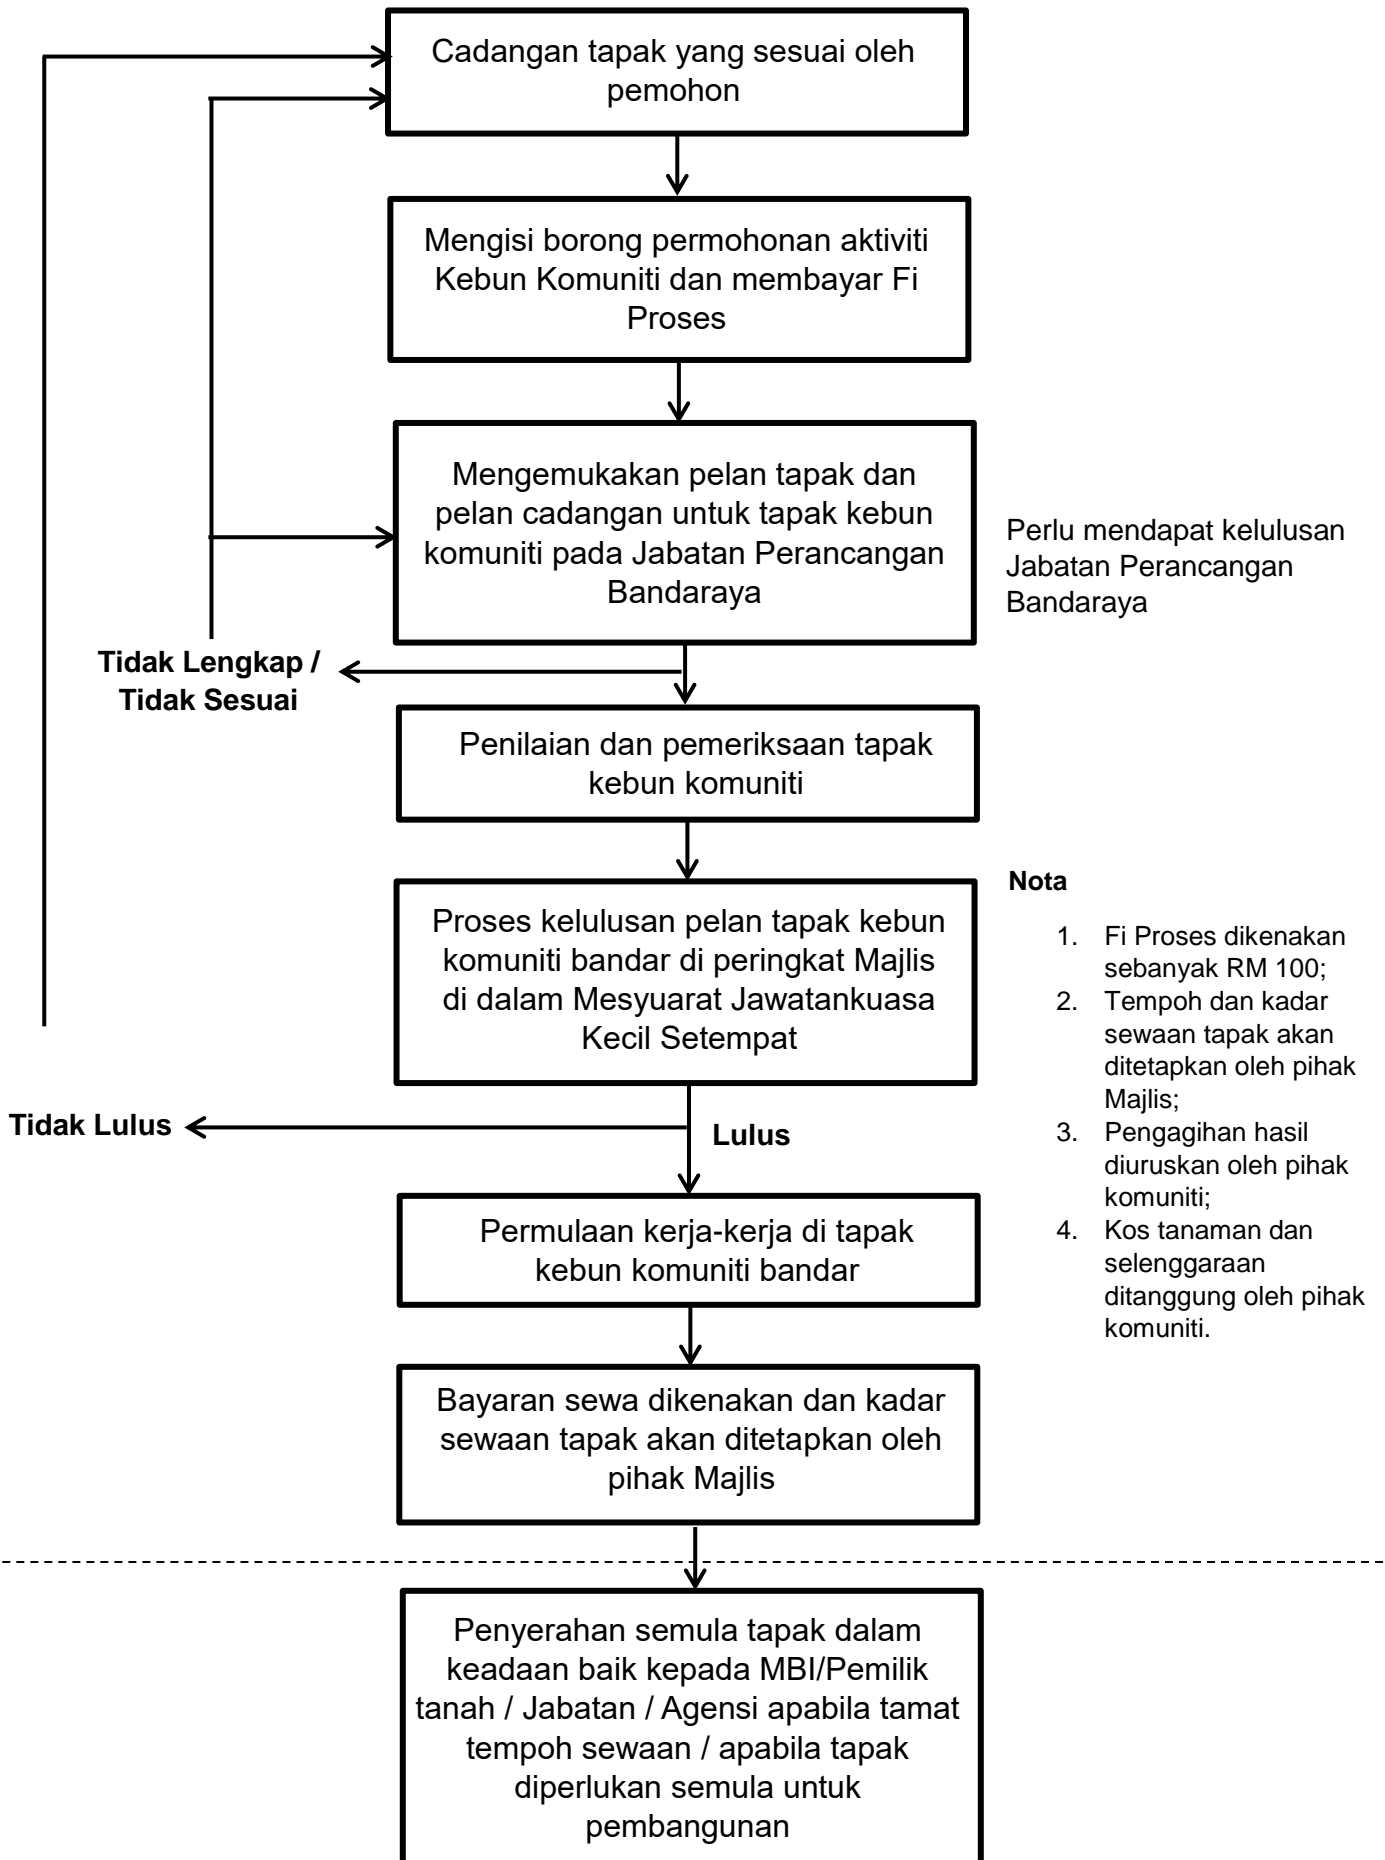 Cadangan tapak yang sesuai oleh
pemohon
Mengisi borong permohonan aktiviti
Kebun Komuniti dan membayar Fi
Proses
Mengemukakan pelan tapak dan
pelan cadangan untuk tapak kebun
komuniti pada Jabatan Perancangan
Bandaraya
Perlu mendapat kelulusan
Jabatan Perancangan
Bandaraya
Tidak Lengkap /
Tidak Sesuai
Penilaian dan pemeriksaan tapak
kebun komuniti
Proses kelulusan pelan tapak kebun
komuniti bandar di peringkat Majlis
di dalam Mesyuarat Jawatankuasa
Kecil Setempat
Tidak Lulus
Lulus
Permulaan kerja-kerja di tapak
kebun komuniti bandar
Bayaran sewa dikenakan dan kadar
sewaan tapak akan ditetapkan oleh
pihak Majlis
Nota
1. Fi Proses dikenakan
sebanyak RM 100;
2. Tempoh dan kadar
sewaan tapak akan
ditetapkan oleh pihak
Majlis;
3. Pengagihan hasil
diuruskan oleh pihak
komuniti;
4. Kos tanaman dan
selenggaraan
ditanggung oleh pihak
komuniti.
Penyerahan semula tapak dalam
keadaan baik kepada MBI/Pemilik
tanah / Jabatan / Agensi apabila tamat
tempoh sewaan / apabila tapak
diperlukan semula untuk
pembangunan